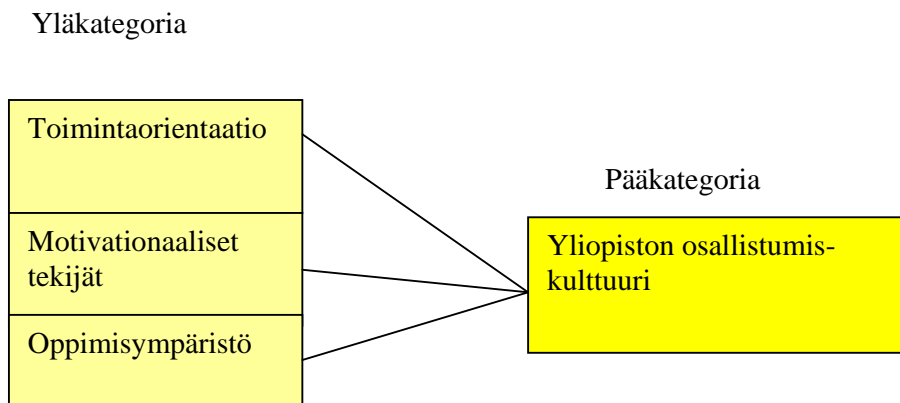 Yläkategoria
Toimintaorientaatio
Motivationaaliset
tekijät
Oppimisympäristö
Pääkategoria
Yliopiston osallistumis-
kulttuuri